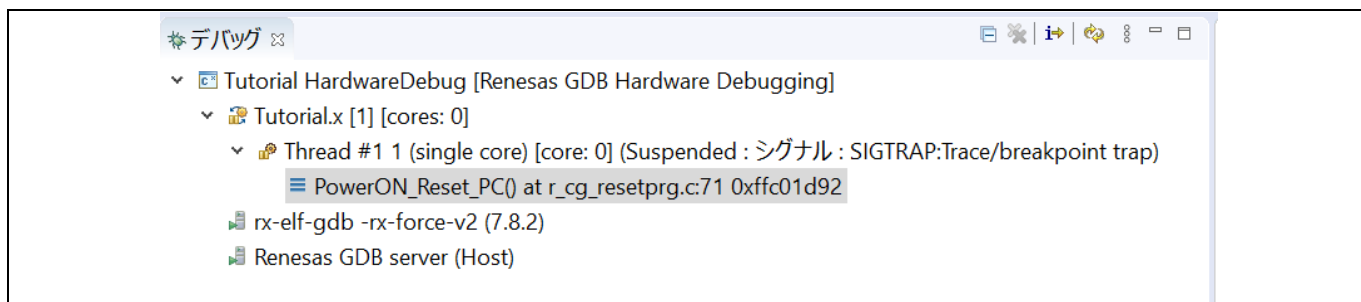 デバッグ
Tutorial HardwareDebug [Renesas GDB Hardware Debugging]
Tutorial.x [1] [cores: 0]
Thread #1 1 (single core) [core: 0] (Suspended : シグナル : SIGTRAP:Trace/breakpoint trap)
PowerON_Reset_PC() at r_cg_resetprg.c:71 0xffc01d92
rx-elf-gdb -rx-force-v2 (7.8.2)
Renesas GDB server (Host)